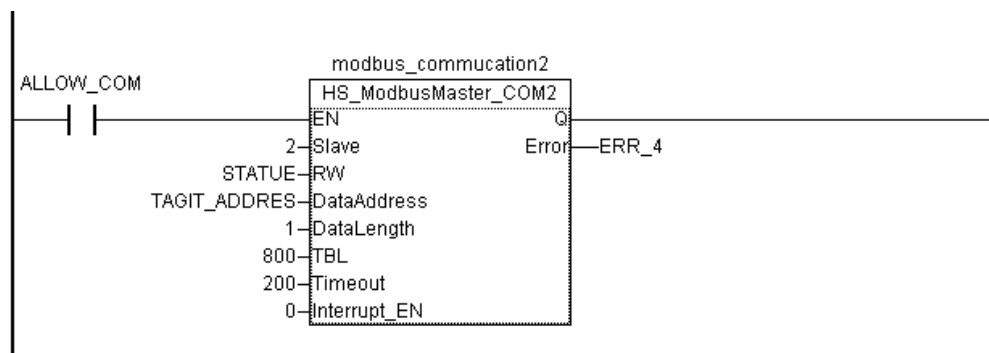 modbus_commucation2
ALLOW_COM
HS_ModbusMaster_COM2
EN Q
2 Slave Error ERR_4
STATUE RW
TAGIT_ADDRES DataAddress
1 DataLength
800 TBL
200 Timeout
0 Interrupt_EN